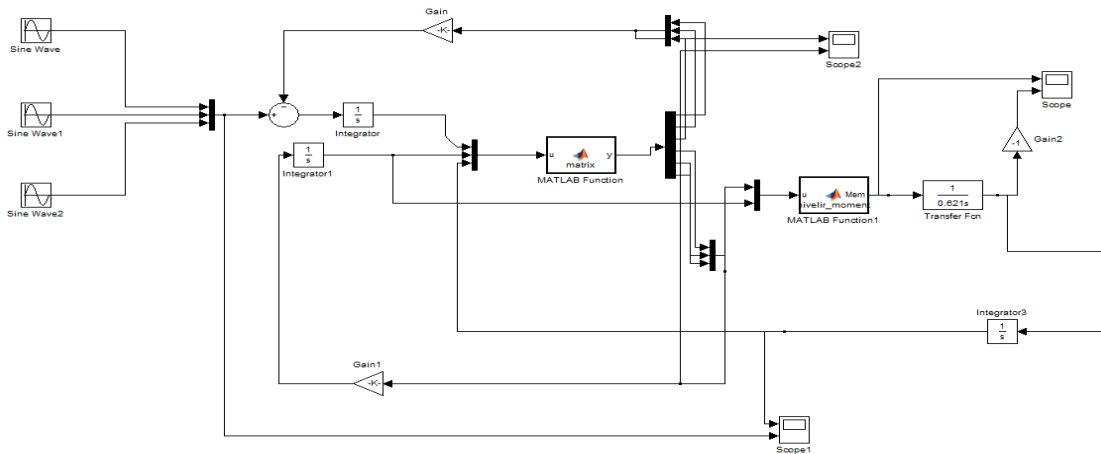 Sine Wave
Sine Wave1
Sine Wave2
Gain
-K-
+
−
1
s
Integrator
1
s
Integrator1
u
y
matrix
MATLAB Function
Scope2
u
Mem
nivelir_moment
MATLAB Function1
1
0.621s
Transfer Fcn
Scope
-1
Gain2
Integrator3
1
s
Gain1
-K-
Scope1